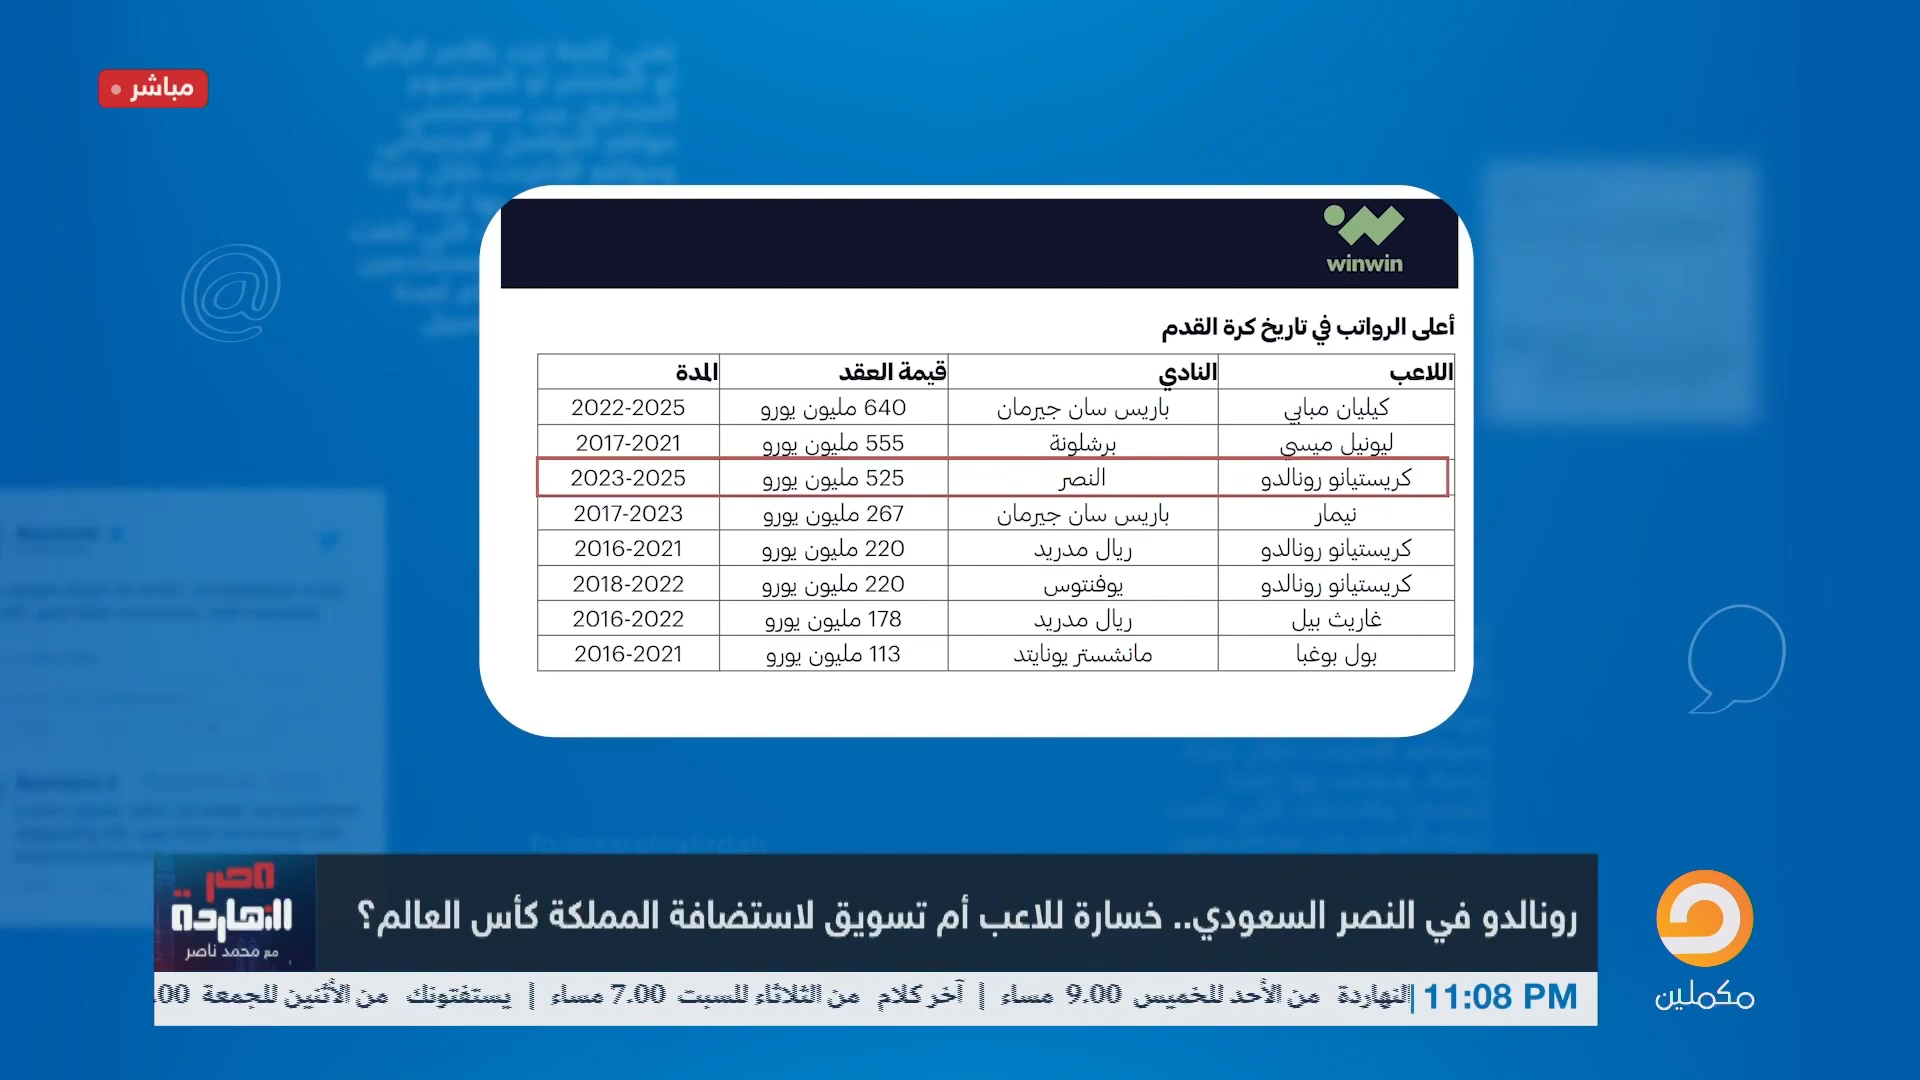 مباشر
winwin
أعلى الرواتب في تاريخ كرة القدم
اللاعب النادي قيمة العقد المدة
كيليان مبابي باريس سان جيرمان 640 مليون يورو 2022-2025
ليونيل ميسي برشلونة 555 مليون يورو 2017-2021
كريستيانو رونالدو النصر 525 مليون يورو 2023-2025
نيمار باريس سان جيرمان 267 مليون يورو 2017-2023
كريستيانو رونالدو ريال مدريد 220 مليون يورو 2016-2021
كريستيانو رونالدو يوفنتوس 220 مليون يورو 2018-2022
غاريث بيل ريال مدريد 178 مليون يورو 2016-2022
بول بوغبا مانشستر يونايتد 113 مليون يورو 2016-2021
رونالدو في النصر السعودي.. خسارة للاعب أم تسويق لاستضافة المملكة كأس العالم؟
مصر
النهاردة
مع محمد ناصر
11:08 PM
النهاردة من الأحد للخميس 9.00 مساء | آخر كلام من الثلاثاء للسبت 7.00 مساء | يستفتونك من الأثنين للجمعة
مكملين